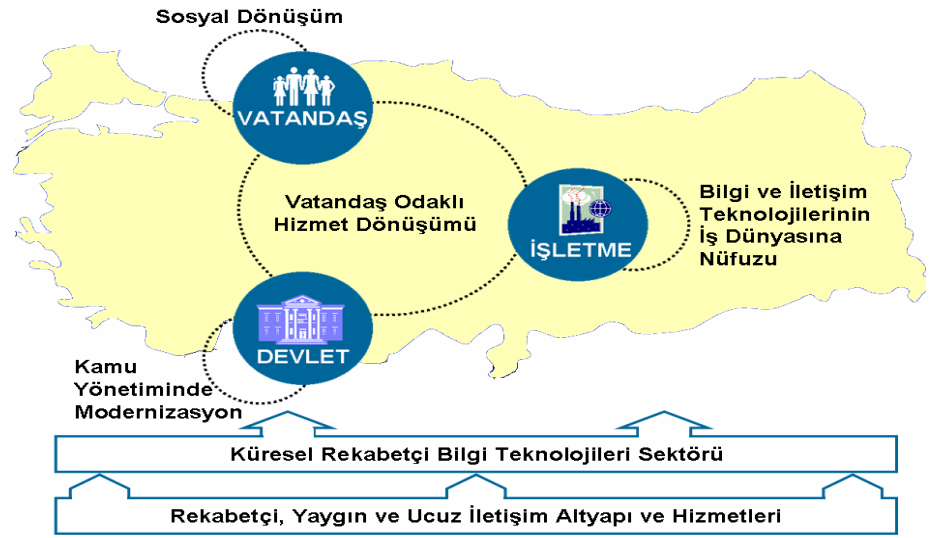 Sosyal Dönüşüm
VATANDAŞ
Vatandaş Odaklı
Hizmet Dönüşümü
İŞLETME
Bilgi ve İletişim
Teknolojilerinin
İş Dünyasına
Nüfuzu
DEVLET
Kamu
Yönetiminde
Modernizasyon
Küresel Rekabetçi Bilgi Teknolojileri Sektörü
Rekabetçi, Yaygın ve Ucuz İletişim Altyapı ve Hizmetleri